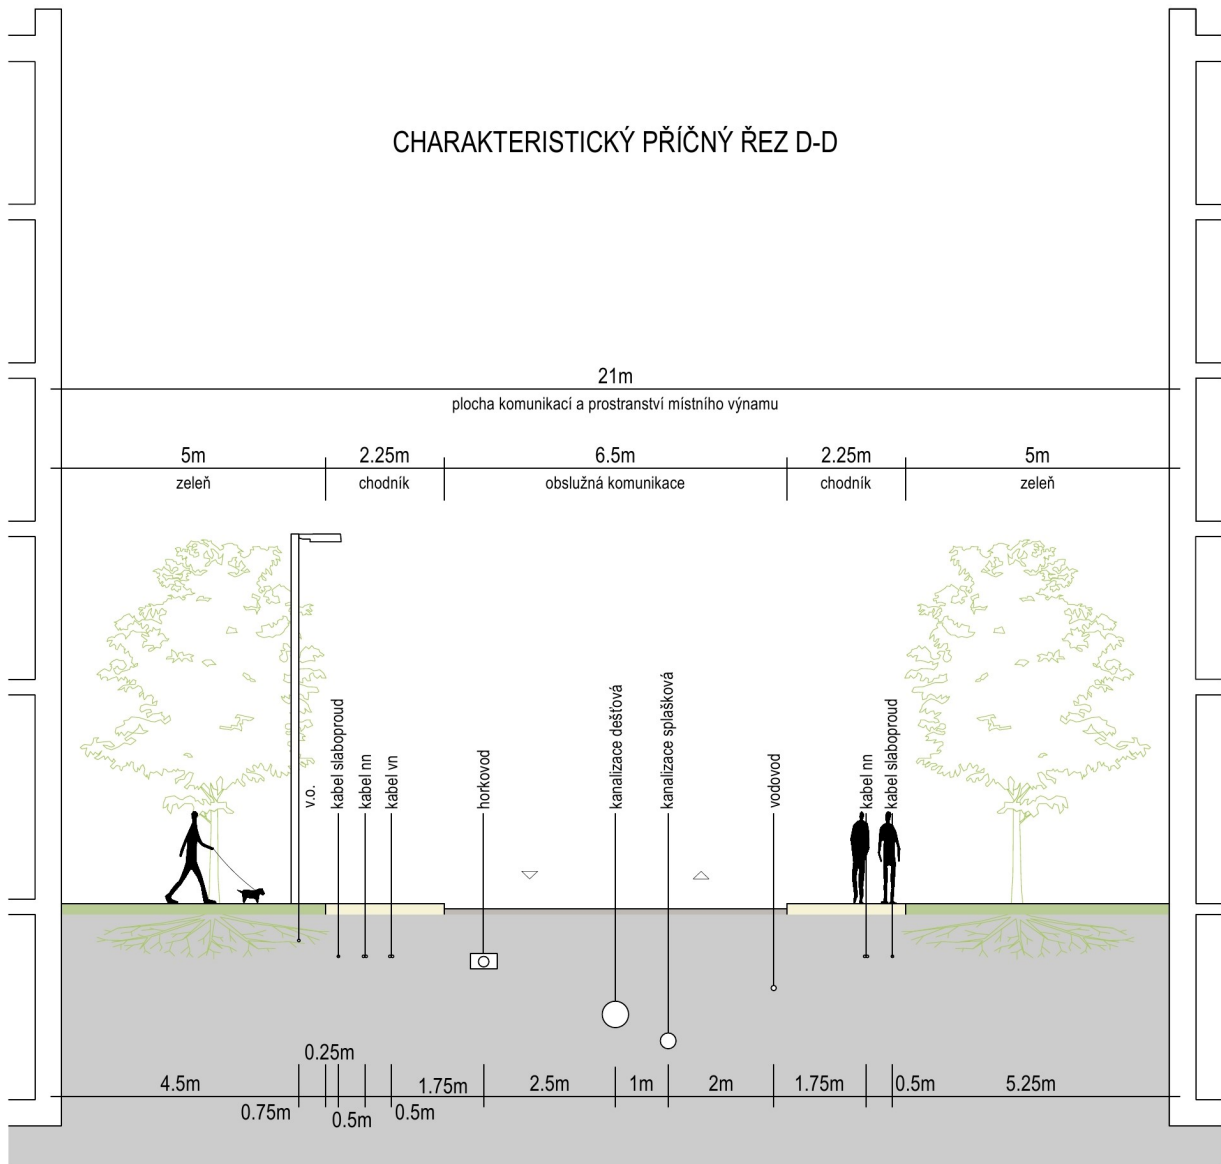 CHARAKTERISTICKÝ PŘÍČNÝ ŘEZ D-D
21m
plocha komunikací a prostranství místního výnamu
5m
2.25m
6.5m
2.25m
5m
zeleň
chodník
obslužná komunikace
chodník
zeleň
v.o.
kabel slaboproud
kabel nn
kabel vn
horkovod
kanalizace dešťová
kanalizace splašková
vodovod
kabel nn
kabel slaboproud
0.25m
4.5m
1.75m
2.5m
1m
2m
1.75m
0.5m
5.25m
0.75m
0.5m
0.5m